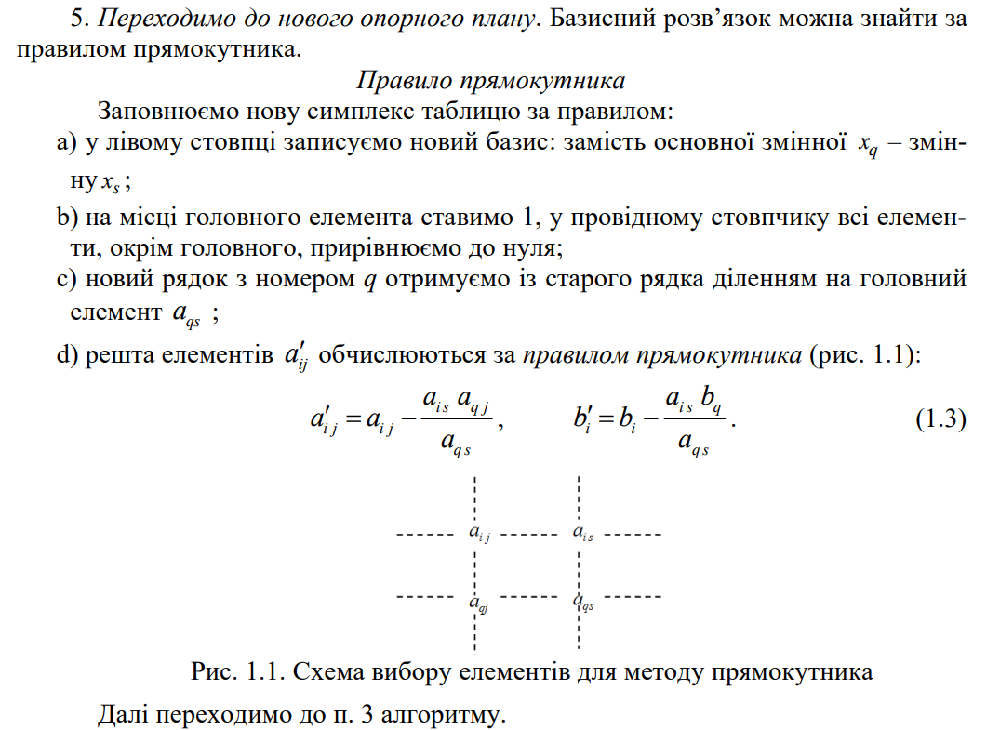 5. Переходимо до нового опорного плану. Базисний розв’язок можна знайти за
правилом прямокутника.
Правило прямокутника
Заповнюємо нову симплекс таблицю за правилом:
a) у лівому стовпці записуємо новий базис: замість основної змінної x_q – змін-
ну x_s ;
b) на місці головного елемента ставимо 1, у провідному стовпчику всі елемен-
ти, окрім головного, прирівнюємо до нуля;
c) новий рядок з номером q отримуємо із старого рядка діленням на головний
елемент a_{qs} ;
d) решта елементів a'_{ij} обчислюються за правилом прямокутника (рис. 1.1):
a'_{ij} = a_{ij} − \frac{a_{is} a_{qj}}{a_{qs}}, b'_i = b_i − \frac{a_{is} b_q}{a_{qs}}. (1.3)
a_{ij} a_{is}
a_{qj} a_{qs}
Рис. 1.1. Схема вибору елементів для методу прямокутника
Далі переходимо до п. 3 алгоритму.